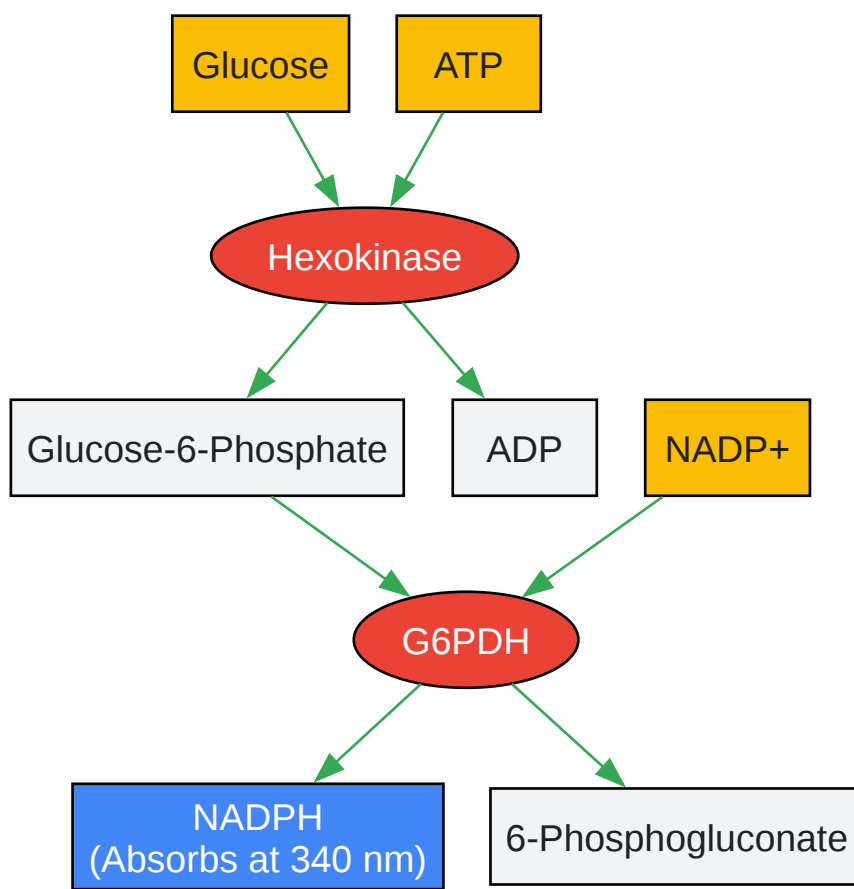 Glucose
ATP
Hexokinase
Glucose-6-Phosphate
ADP
NADP+
G6PDH
NADPH
(Absorbs at 340 nm)
6-Phosphogluconate